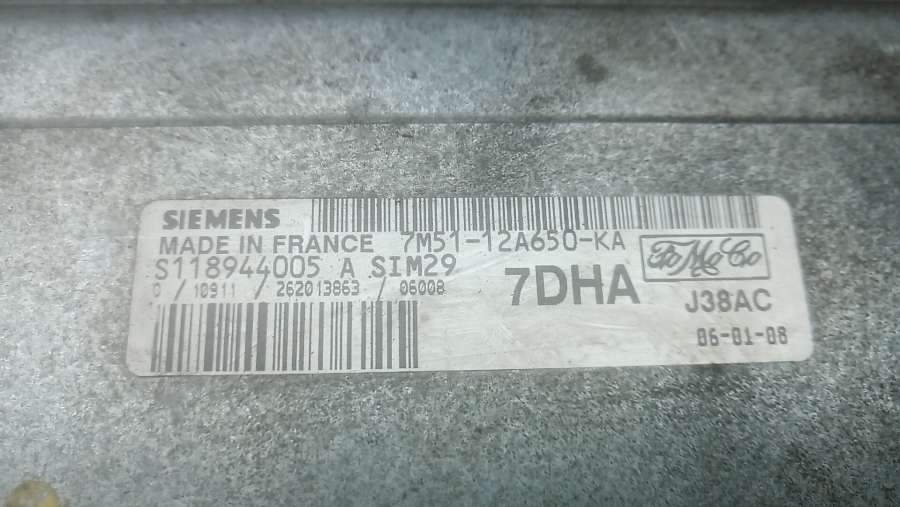 SIEMENS
MADE IN FRANCE 7M51-12A650-KA
S118944005 A SIM29
0 / 10911 / 262013863 / 06008
7DHA
FoMoCo
J38AC
06-01-08